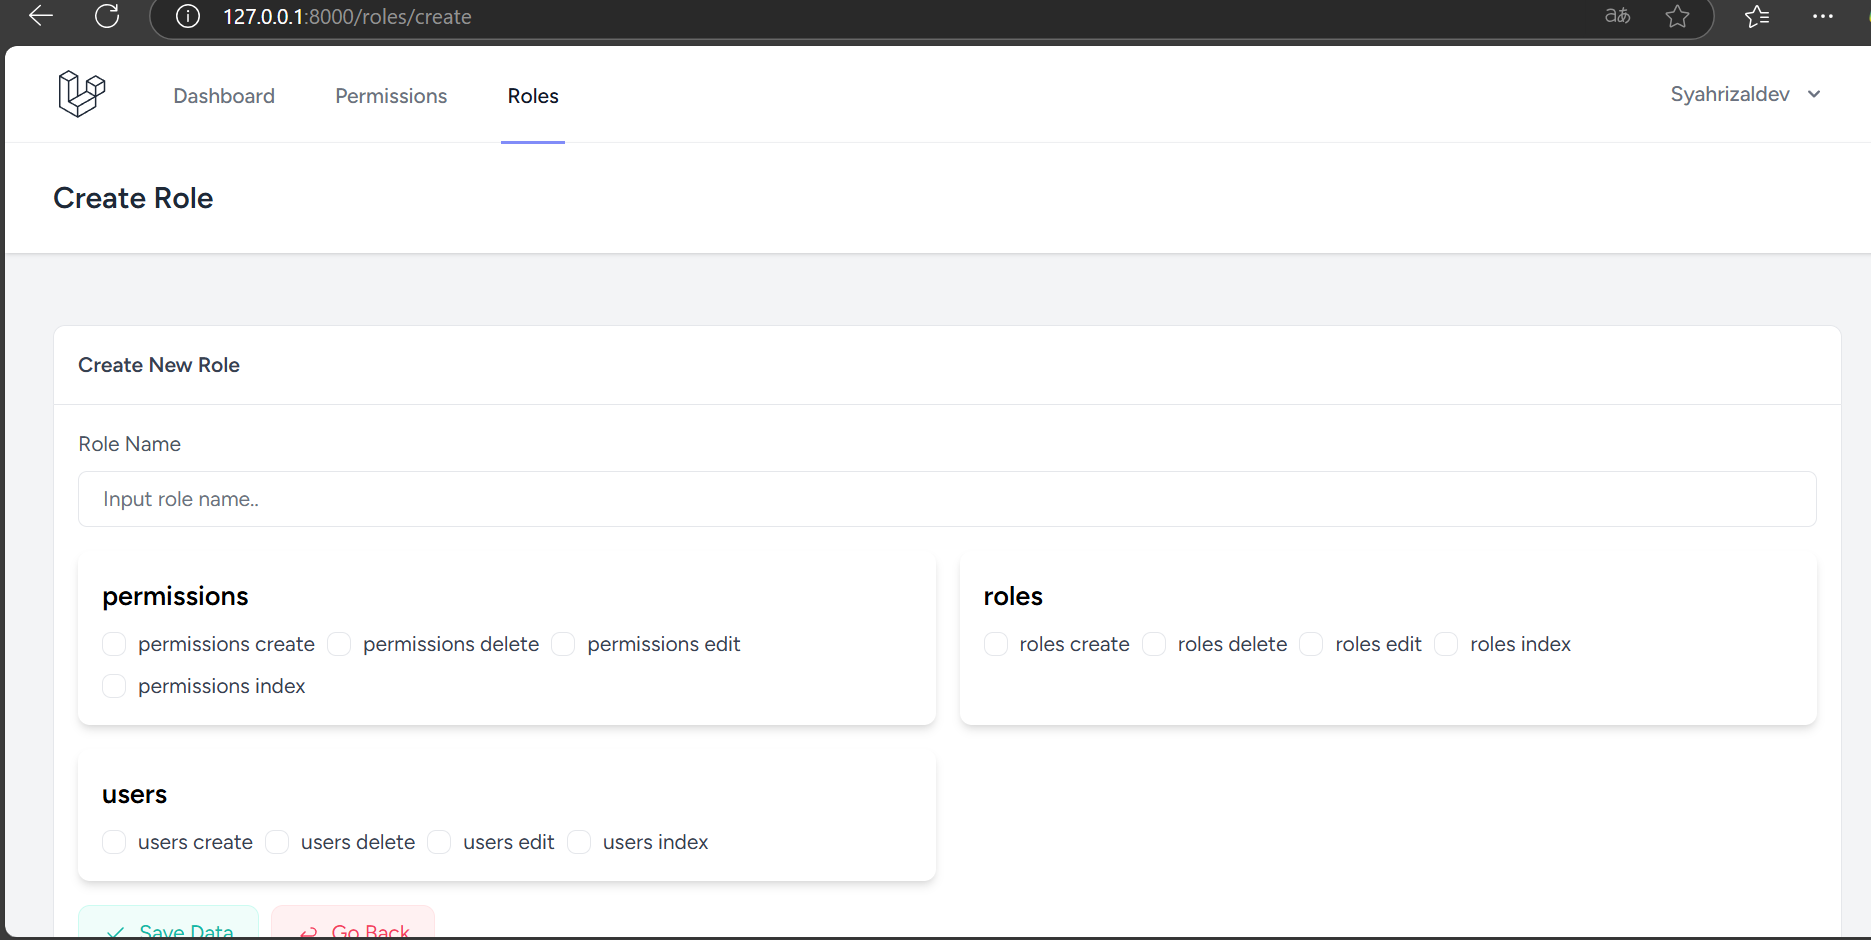 127.0.0.1:8000/roles/create
aあ
Dashboard Permissions Roles Syahrizaldev
Create Role
Create New Role
Role Name
Input role name..
permissions
permissions create permissions delete permissions edit
permissions index
roles
roles create roles delete roles edit roles index
users
users create users delete users edit users index
Save Data Go Back